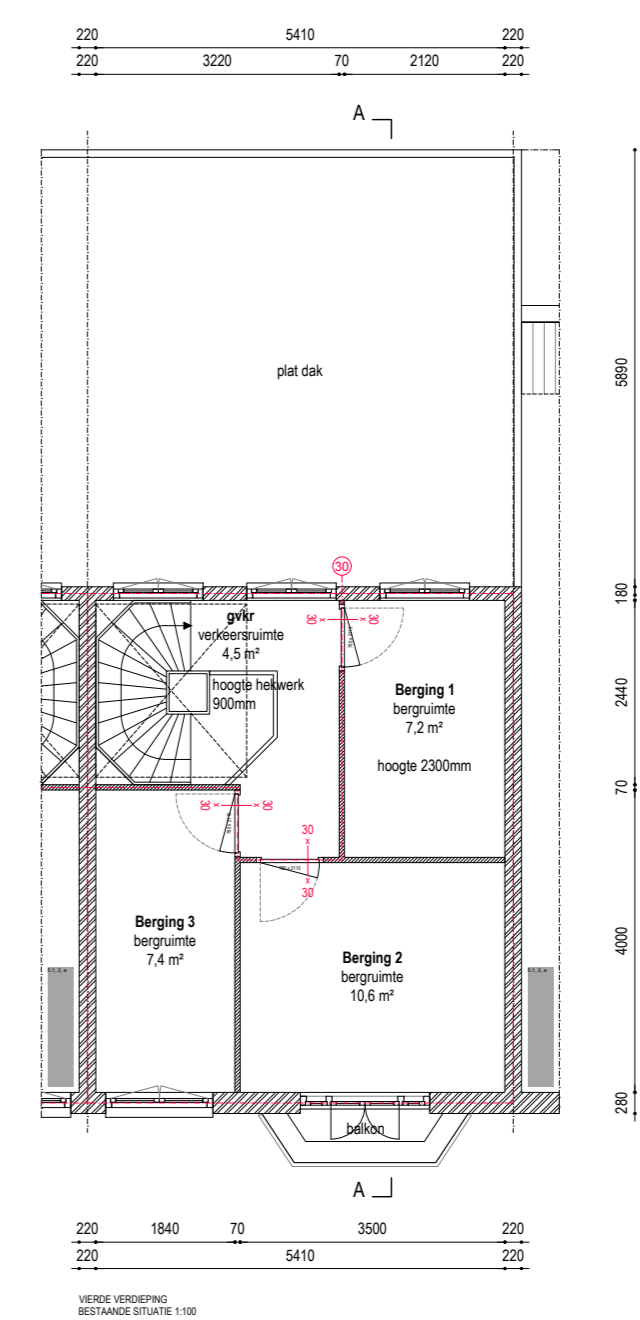 220 5410 220
220 3220 70 2120 220
A
plat dak
5890
30
180
gvkr
verkeersruimte
4,5 m²
30 30
hoogte hekwerk
900mm
Berging 1
bergruimte
7,2 m²
hoogte 2300mm
2440
70
30 30
30
30
Berging 3
bergruimte
7,4 m²
Berging 2
bergruimte
10,6 m²
4000
balkon
280
A
220 1840 70 3500 220
220 5410 220
VIERDE VERDIEPING
BESTAANDE SITUATIE 1:100